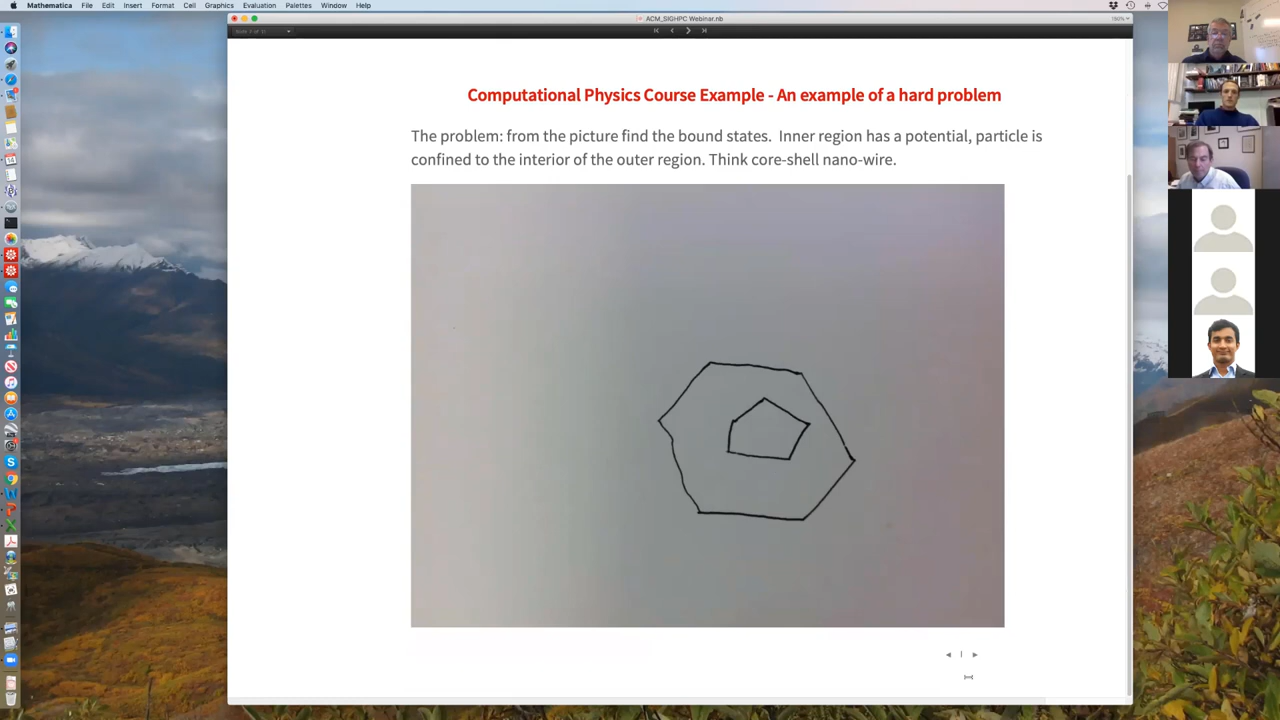 Mathematica File Edit Insert Format Cell Graphics Evaluation Palettes Window Help
ACM_SIGHPC Webinar.nb
Computational Physics Course Example - An example of a hard problem
The problem: from the picture find the bound states. Inner region has a potential, particle is
confined to the interior of the outer region. Think core-shell nano-wire.